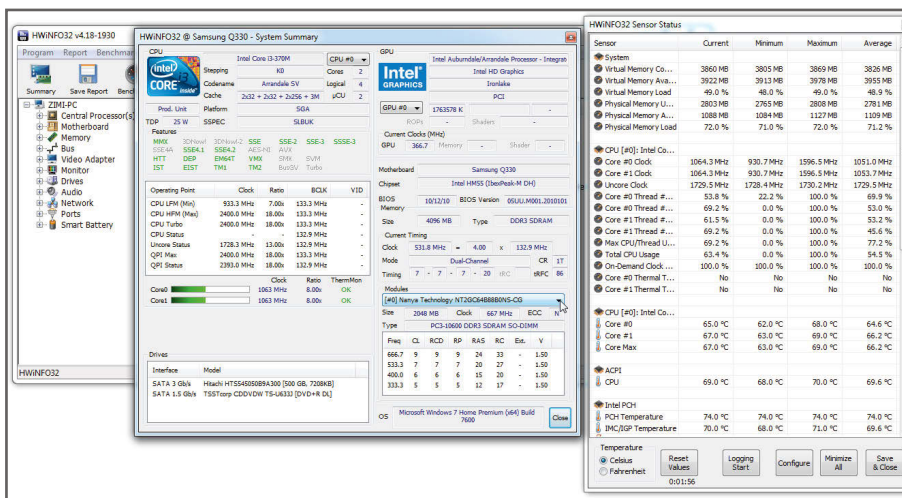 HWiNFO32 v4.18-1930
Program Report Benchmar
Summary Save Report Bench
ZIMI-PC
Central Processor(s)
Motherboard
Memory
Bus
Video Adapter
Monitor
Drives
Audio
Network
Ports
Smart Battery
HWiNFO32
HWiNFO32 @ Samsung Q330 - System Summary
CPU
Intel Core i3-370M CPU #0
Stepping K0 Cores 2
Codename Arrandale SV Logical 4
Cache 2x32 + 2x32 + 2x256 + 3M µCU 2
intel CORE i3 inside
Prod. Unit Platform SGA
TDP 25 W SSPEC SLBUK
Features
MMX 3DNow! 3DNow!-2 SSE SSE-2 SSE-3 SSSE-3
SSE4A SSE4.1 SSE4.2 AES-NI AVX
HTT DEP EM64T VMX SMX SVM
IST EIST TM1 TM2 Turbo
Operating Point Clock Ratio BCLK VID
CPU LFM (Min) 933.3 MHz 7.00x 133.3 MHz -
CPU HFM (Max) 2400.0 MHz 18.00x 133.3 MHz -
CPU Turbo 2400.0 MHz 18.00x 133.3 MHz -
CPU Status - - 132.9 MHz -
Uncore Status 1728.3 MHz 13.00x 132.9 MHz -
QPI Max 2400.0 MHz 18.00x 133.3 MHz -
QPI Status 2393.0 MHz 18.00x 132.9 MHz -
Clock Ratio ThermMon
Core0 1063 MHz 8.00x OK
Core1 1063 MHz 8.00x OK
Drives
Interface Model
SATA 3 Gb/s Hitachi HTS545050B9A300 [500 GB, 7208KB]
SATA 1.5 Gb/s TSSTcorp CDDVDW TS-U633J [DVD+R DL]
GPU
Intel Auburndale/Arrandale Processor - Integrat
Intel HD Graphics
Ironlake
PCI
Intel® GRAPHICS
GPU #0 1763578 K -
ROPs - Shaders -
Current Clocks (MHz)
GPU 366.7 Memory - Shader -
Motherboard Samsung Q330
Chipset Intel HM55 (IbexPeak-M DH)
BIOS 10/12/10 BIOS Version 05UU.M001.2010101
Memory
Size 4096 MB Type DDR3 SDRAM
Current Timing
Clock 531.8 MHz = 4.00 x 132.9 MHz
Mode Dual-Channel CR 1T
Timing 7 - 7 - 7 - 20 tRC tRFC 86
Modules
[#0] Nanya Technology NT2GC64B88B0NS-CG
Size 2048 MB Clock 667 MHz ECC N
Type PC3-10600 DDR3 SDRAM SO-DIMM
Freq CL RCD RP RAS RC Ext. V
666.7 9 9 9 24 33 - 1.50
533.3 7 7 7 20 27 - 1.50
400.0 6 6 6 15 20 - 1.50
333.3 5 5 5 12 17 - 1.50
OS Microsoft Windows 7 Home Premium (x64) Build
7600
Close
HWiNFO32 Sensor Status
Sensor Current Minimum Maximum Average
System
Virtual Memory Co... 3860 MB 3805 MB 3869 MB 3826 MB
Virtual Memory Ava... 3922 MB 3913 MB 3978 MB 3955 MB
Virtual Memory Load 49.0 % 48.0 % 49.0 % 48.9 %
Physical Memory U... 2803 MB 2765 MB 2808 MB 2781 MB
Physical Memory A... 1088 MB 1084 MB 1127 MB 1109 MB
Physical Memory Load 72.0 % 71.0 % 72.0 % 71.2 %
CPU [#0]: Intel Co...
Core #0 Clock 1064.3 MHz 930.7 MHz 1596.5 MHz 1051.0 MHz
Core #1 Clock 1064.3 MHz 930.7 MHz 1596.5 MHz 1053.7 MHz
Uncore Clock 1729.5 MHz 1728.4 MHz 1730.2 MHz 1729.5 MHz
Core #0 Thread #... 53.8 % 22.2 % 100.0 % 69.9 %
Core #0 Thread #... 69.2 % 0.0 % 100.0 % 53.0 %
Core #1 Thread #... 61.5 % 0.0 % 100.0 % 53.2 %
Core #1 Thread #... 69.2 % 0.0 % 100.0 % 45.6 %
Max CPU/Thread U... 69.2 % 0.0 % 100.0 % 77.2 %
Total CPU Usage 63.4 % 0.0 % 100.0 % 54.5 %
On-Demand Clock ... 100.0 % 100.0 % 100.0 % 100.0 %
Core #0 Thermal T... No No No No
Core #1 Thermal T... No No No No
CPU [#0]: Intel Co...
Core #0 65.0 °C 62.0 °C 68.0 °C 64.6 °C
Core #1 67.0 °C 63.0 °C 69.0 °C 66.2 °C
Core Max 67.0 °C 63.0 °C 69.0 °C 66.2 °C
ACPI
CPU 69.0 °C 68.0 °C 70.0 °C 69.6 °C
Intel PCH
PCH Temperature 74.0 °C 74.0 °C 74.0 °C 74.0 °C
IMC/IGP Temperature 70.0 °C 68.0 °C 71.0 °C 69.6 °C
Temperature
Celsius
Fahrenheit
Reset Values
Logging Start
Configure
Minimize All
Save & Close
0:01:56